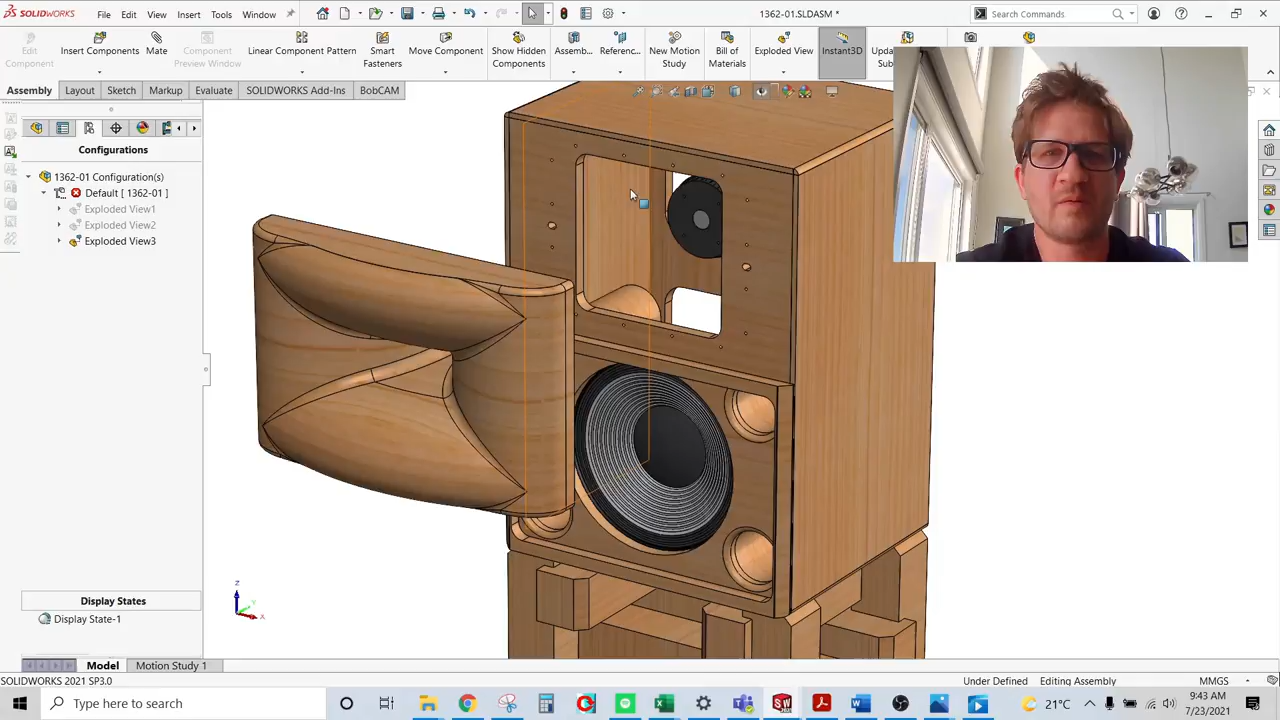 SOLIDWORKS
File
Edit
View
Insert
Tools
Window
1362-01.SLDASM *
Search Commands
Edit
Component
Insert Components
Mate
Component
Preview Window
Linear Component Pattern
Smart
Fasteners
Move Component
Show Hidden
Components
Assemb...
Referenc...
New Motion
Study
Bill of
Materials
Exploded View
Instant3D
Assembly
Layout
Sketch
Markup
Evaluate
SOLIDWORKS Add-Ins
BobCAM
Configurations
1362-01 Configuration(s)
Default [ 1362-01 ]
Exploded View1
Exploded View2
Exploded View3
Display States
Display State-1
Z
Y
X
Model
Motion Study 1
SOLIDWORKS 2021 SP3.0
Under Defined
Editing Assembly
MMGS
Type here to search
21°C
9:43 AM
7/23/2021